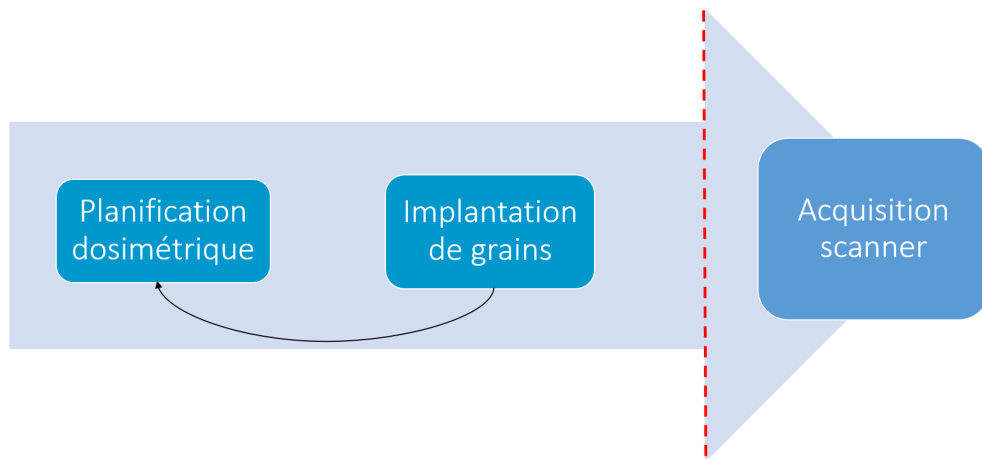 Planification
dosimétrique
Implantation
de grains
Acquisition
scanner